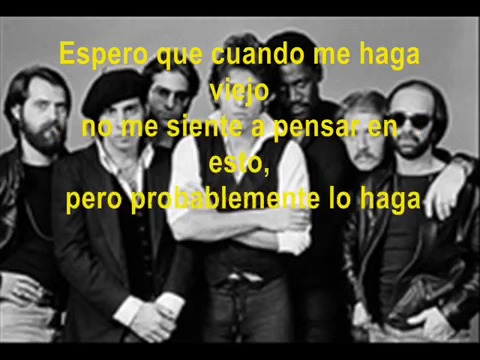 Espero que cuando me haga
viejo
no me siente a pensar en
esto,
pero probablemente lo haga